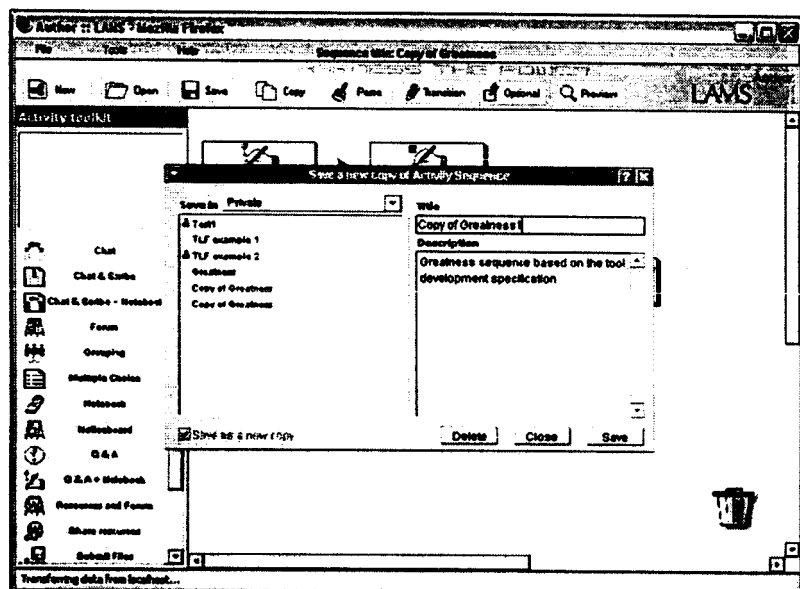 Author :: LAMS - Mozilla Firefox
File Tools Help
Sequence title: Copy of Greatness
New Open Save Copy Paste Transition Optional Preview
LAMS Author
Activity toolkit
Save a new copy of Activity Sequence
Save in Private
Test1
TLF example 1
TLF example 2
Greatness
Copy of Greatness
Copy of Greatness
Save as a new copy
Title
Copy of Greatness
Description
Greatness sequence based on the tool
development specification
Delete Close Save
Chat
Chat & Scribe
Chat & Scribe + Notebook
Forum
Grouping
Multiple Choice
Notebook
Noticeboard
Q & A
Q & A + Notebook
Resources and Forum
Share resources
Submit Files
Transferring data from localhost...